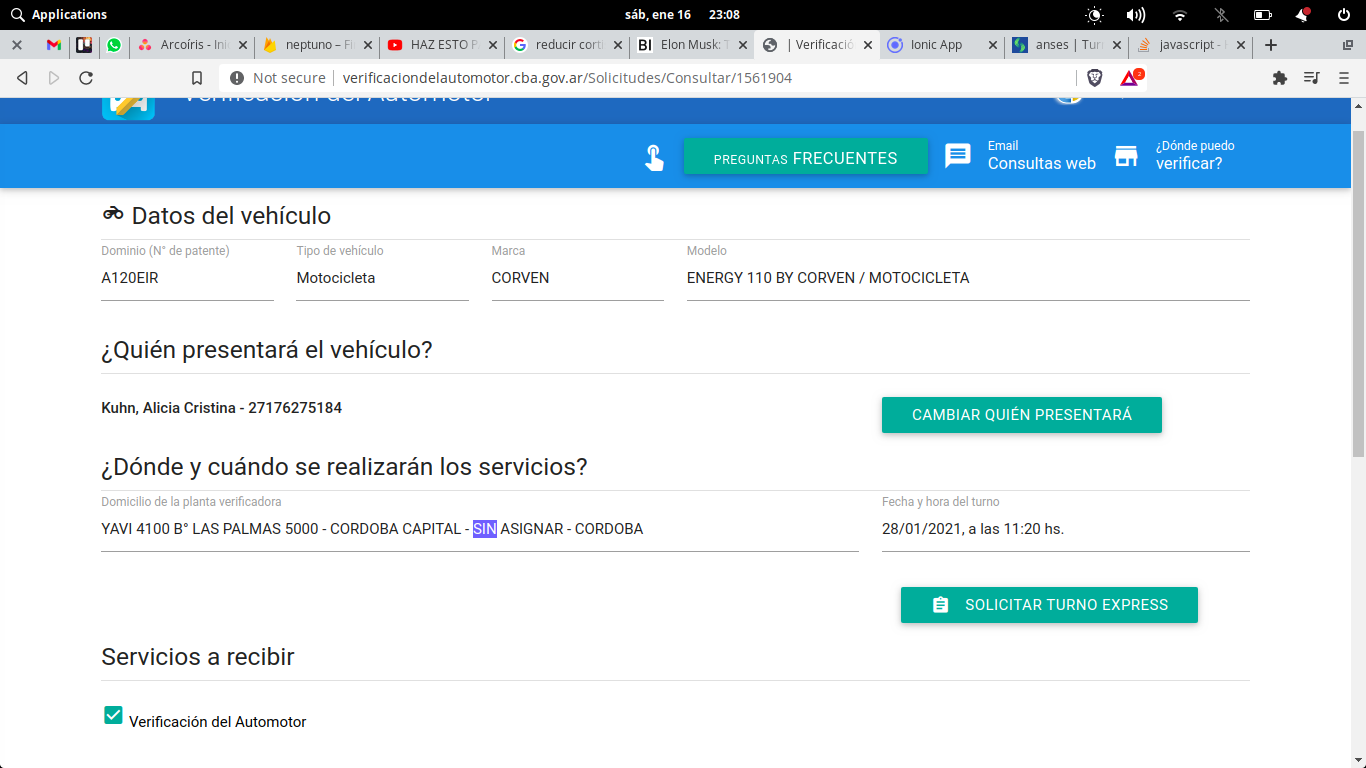 Applications
sáb, ene 16 23:08
Arcoíris - Ini
neptuno – Fi
HAZ ESTO P
reducir corti
BI Elon Musk: T
| Verificació
Ionic App
anses | Turn
javascript -
Not secure verificaciondelautomotor.cba.gov.ar/Solicitudes/Consultar/1561904
2
Verificación del Automotor
PREGUNTAS FRECUENTES
Email
Consultas web
¿Dónde puedo
verificar?
Datos del vehículo
Dominio (N° de patente) Tipo de vehículo Marca Modelo
A120EIR Motocicleta CORVEN ENERGY 110 BY CORVEN / MOTOCICLETA
¿Quién presentará el vehículo?
Kuhn, Alicia Cristina - 27176275184
CAMBIAR QUIÉN PRESENTARÁ
¿Dónde y cuándo se realizarán los servicios?
Domicilio de la planta verificadora Fecha y hora del turno
YAVI 4100 B° LAS PALMAS 5000 - CORDOBA CAPITAL - SIN ASIGNAR - CORDOBA 28/01/2021, a las 11:20 hs.
SOLICITAR TURNO EXPRESS
Servicios a recibir
Verificación del Automotor